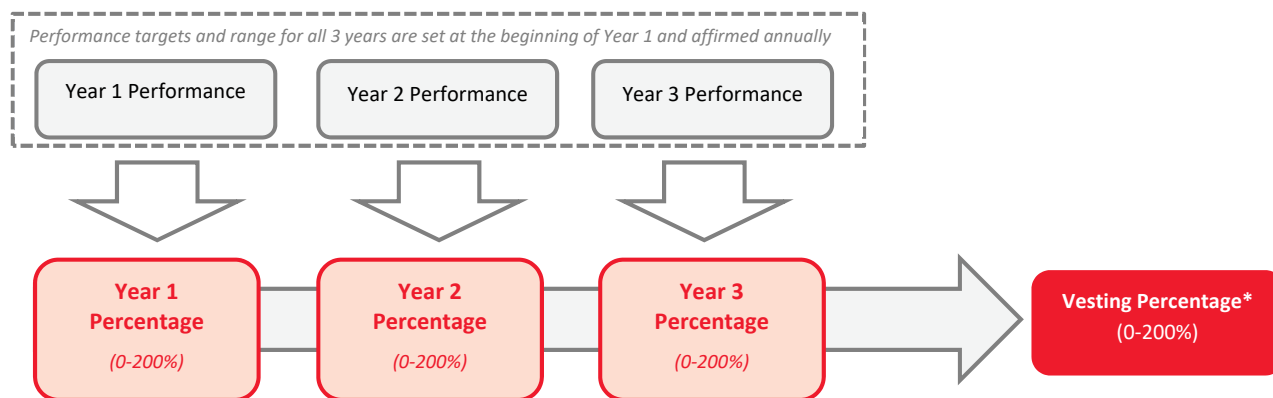 Performance targets and range for all 3 years are set at the beginning of Year 1 and affirmed annually
Year 1 Performance
Year 2 Performance
Year 3 Performance
Year 1
Percentage
(0-200%)
Year 2
Percentage
(0-200%)
Year 3
Percentage
(0-200%)
Vesting Percentage*
(0-200%)